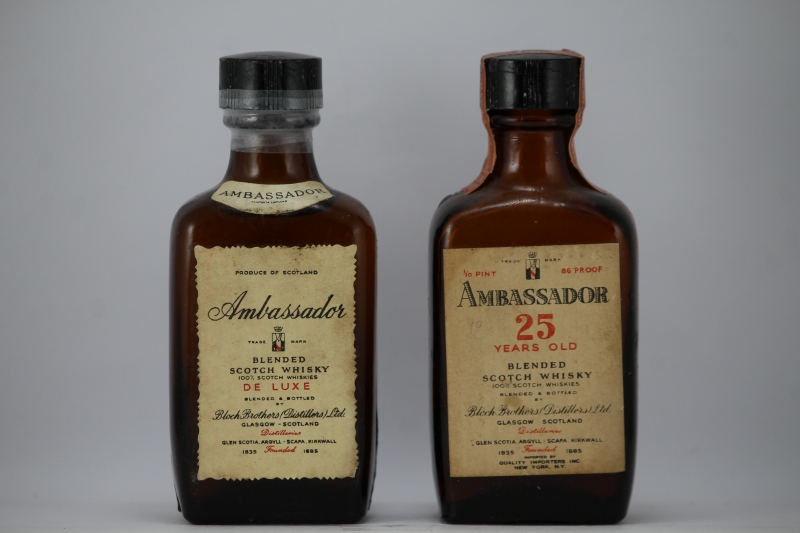 AMBASSADOR
PRODUCE OF SCOTLAND
Ambassador
TRADE MARK
BLENDED
SCOTCH WHISKY
100% SCOTCH WHISKIES
DE LUXE
BLENDED & BOTTLED
BY
Bloch Brothers (Distillers) Ltd.
GLASGOW - SCOTLAND
Distilleries
GLEN SCOTIA, ARGYLL - SCAPA, KIRKWALL
1835 Founded 1885
TRADE MARK
1/10 PINT 86 PROOF
AMBASSADOR
25
YEARS OLD
BLENDED
SCOTCH WHISKY
100% SCOTCH WHISKIES
BLENDED & BOTTLED
BY
Bloch Brothers (Distillers) Ltd.
GLASGOW - SCOTLAND
Distilleries
GLEN SCOTIA, ARGYLL - SCAPA, KIRKWALL
1835 Founded 1885
IMPORTED BY
QUALITY IMPORTERS INC
NEW YORK, N.Y.